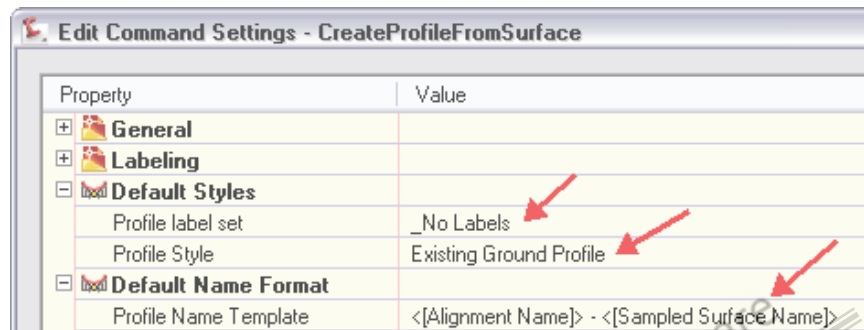 Edit Command Settings - CreateProfileFromSurface
Property Value
General
Labeling
Default Styles
Profile label set _No Labels
Profile Style Existing Ground Profile
Default Name Format
Profile Name Template <[Alignment Name]> - <[Sampled Surface Name]>